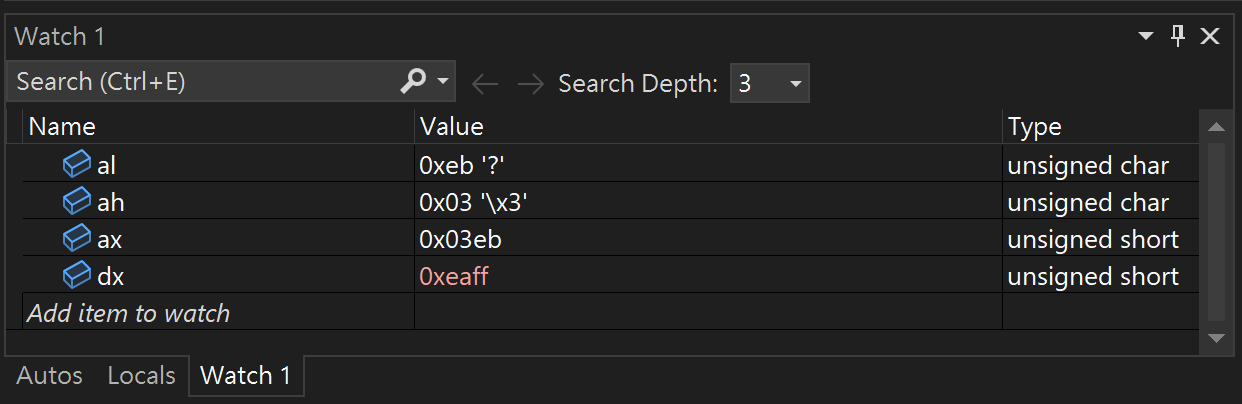 Watch 1
Search (Ctrl+E) Search Depth: 3
Name Value Type
al 0xeb '?' unsigned char
ah 0x03 '\x3' unsigned char
ax 0x03eb unsigned short
dx 0xeaff unsigned short
Add item to watch
Autos Locals Watch 1